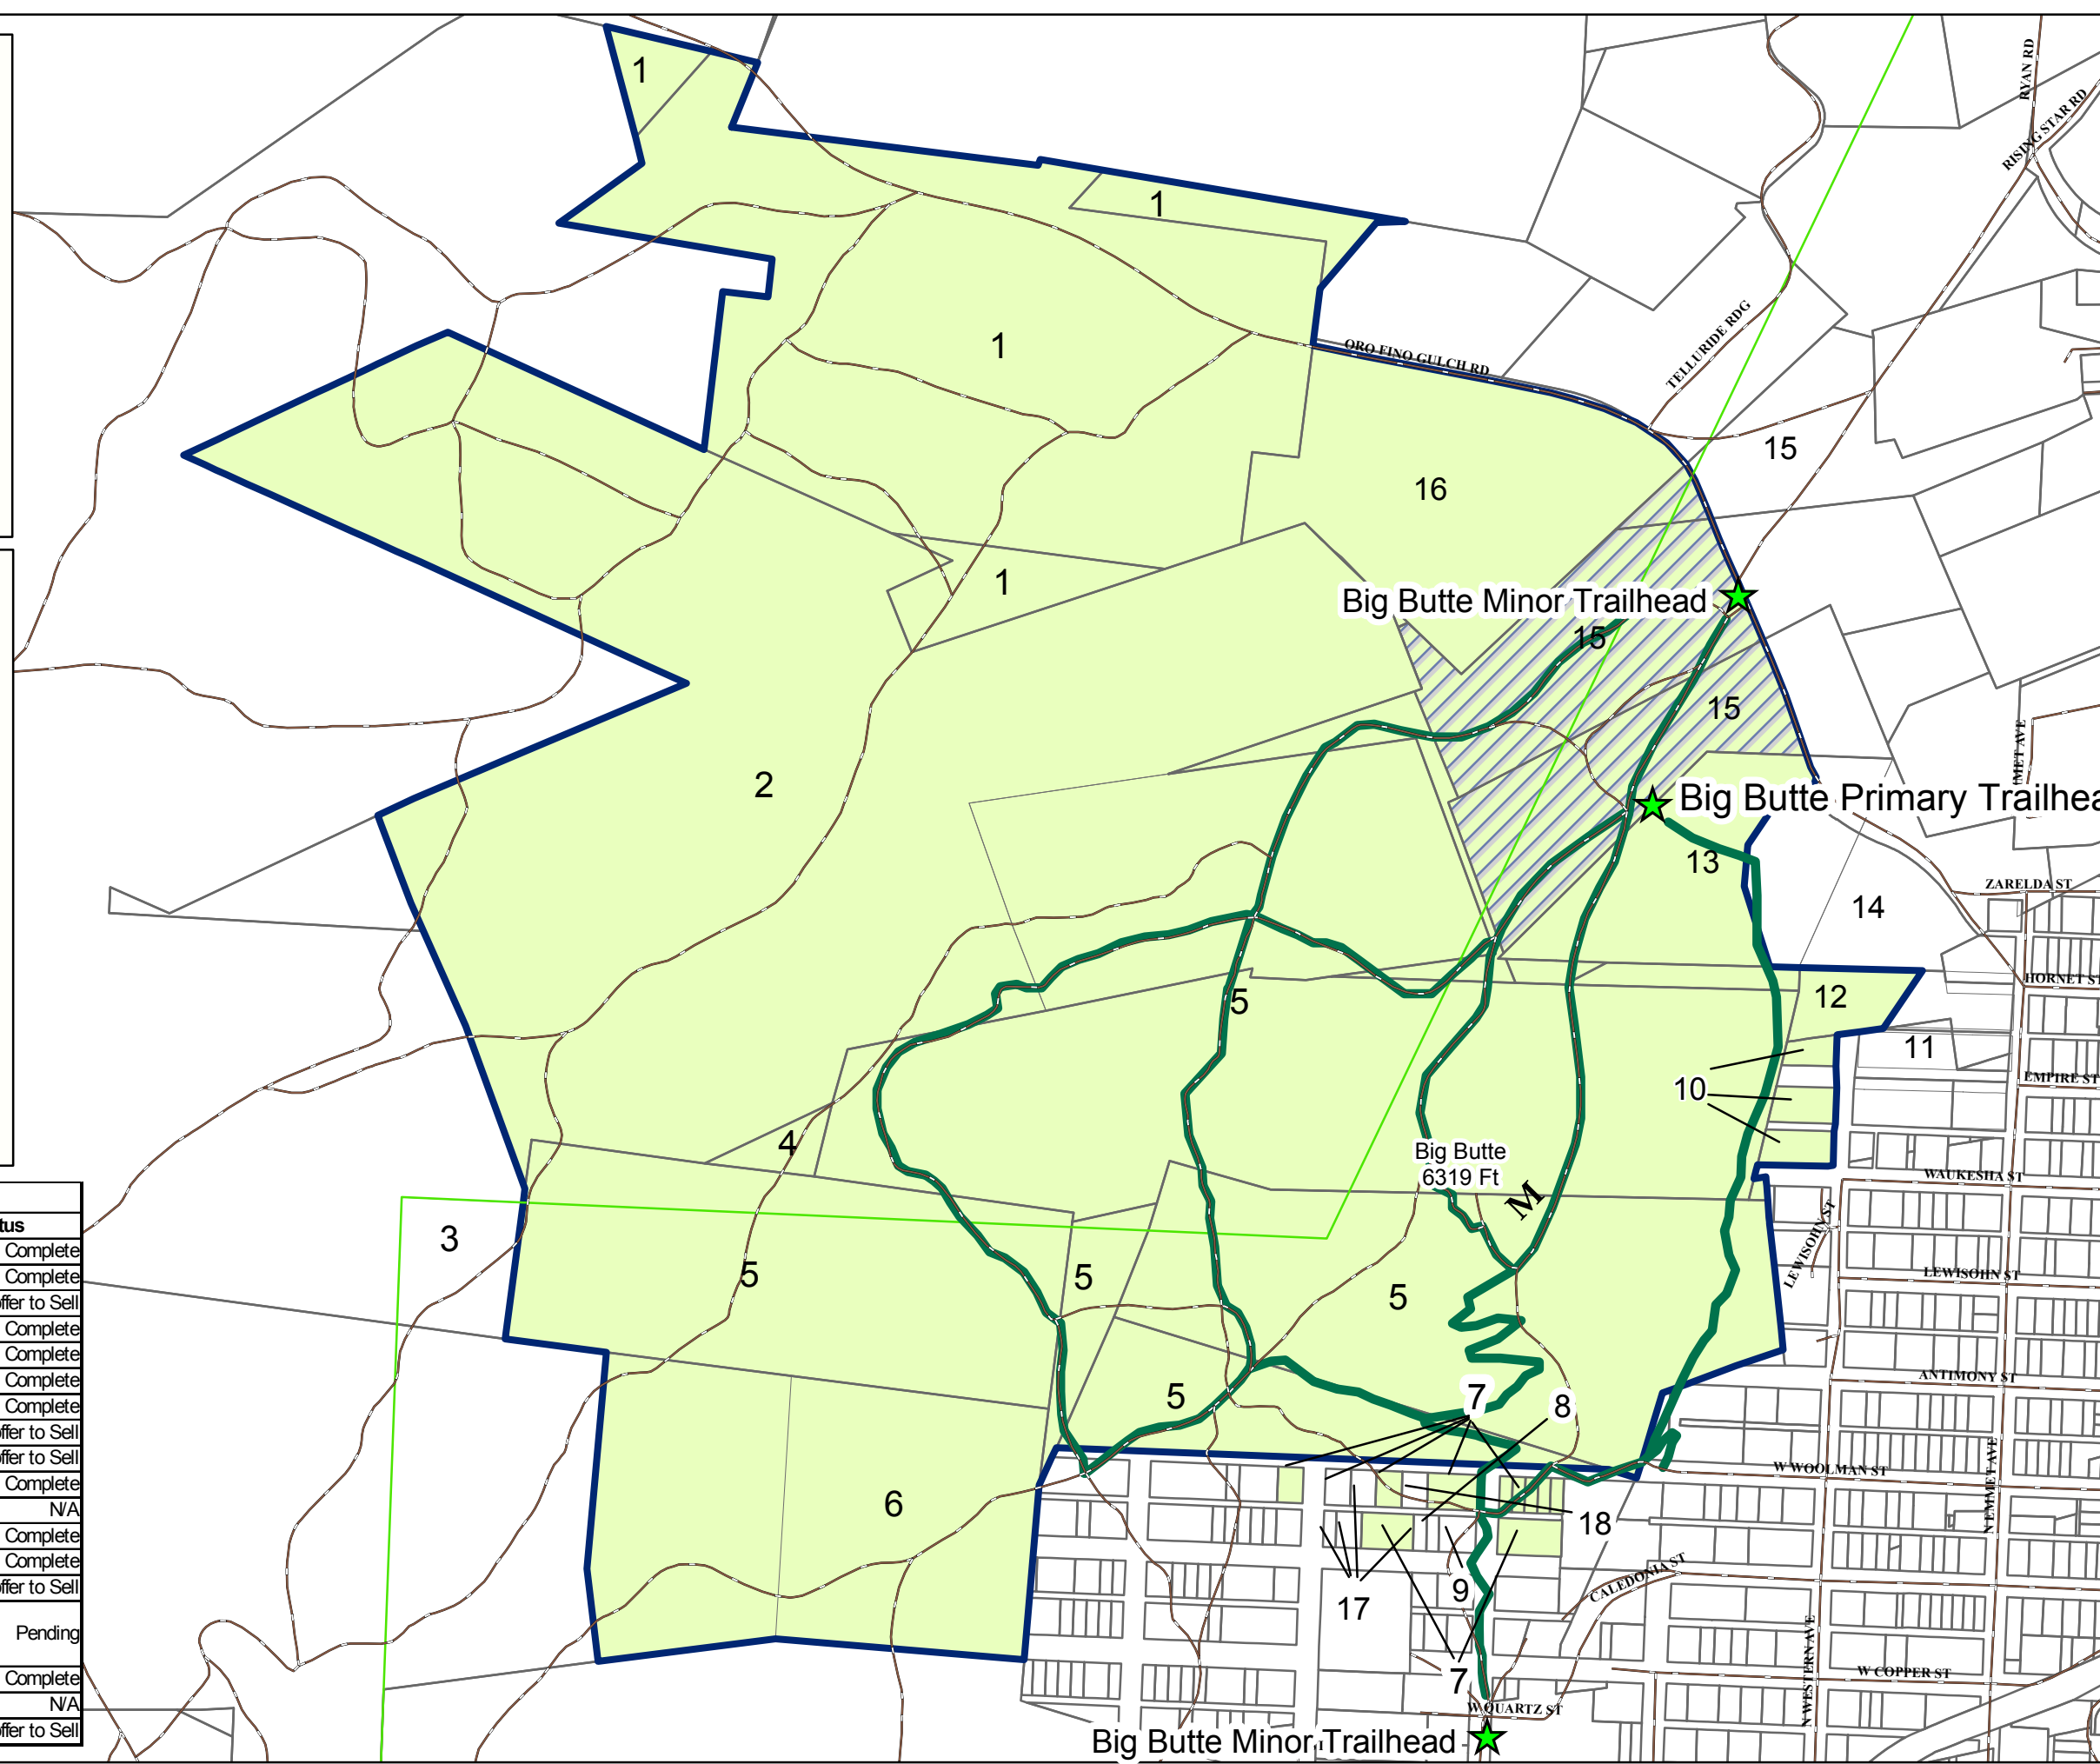 1
RYAN RD
RISING STAR RD
1
1
ORO FINO GULCH RD
TELLURIDE RDG
15
16
1
Big Butte Minor Trailhead
15
15
MET AVE
2
Big Butte Primary Trailhea
13
ZARELDA ST
14
HORNET ST
12
5
11
EMPIRE ST
10
4
Big Butte
6319 Ft
WAUKESHA ST
M
LEWISOHN ST
tus
Complete
Complete
ffer to Sell
Complete
Complete
Complete
Complete
ffer to Sell
ffer to Sell
Complete
N/A
Complete
Complete
ffer to Sell
Pending
Complete
N/A
ffer to Sell
3
5
5
5
LEWISOHN ST
ANTIMONY ST
5
7
8
W WOOLMAN ST
N EMMET AVE
6
18
9
17
CALEDONIA ST
7
N WESTERN AVE
W COPPER ST
W QUARTZ ST
Big Butte Minor Trailhead